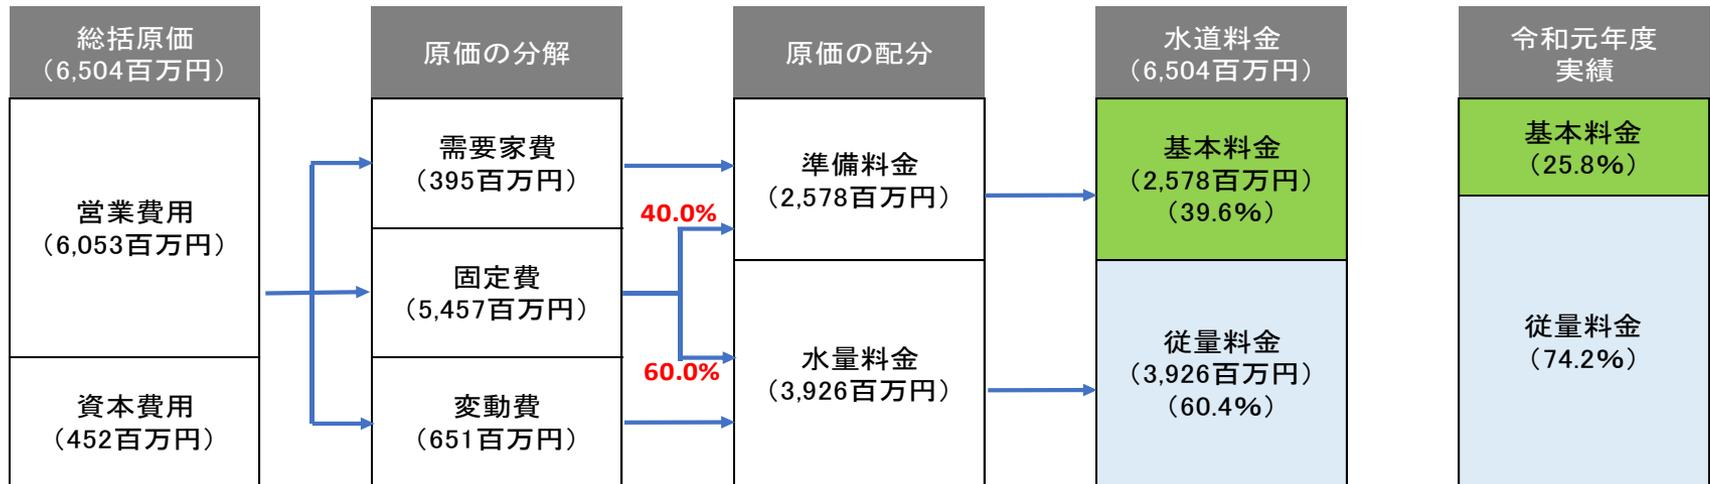 総括原価
（6,504百万円）
営業費用
（6,053百万円）
資本費用
（452百万円）
原価の分解
需要家費
（395百万円）
固定費
（5,457百万円）
変動費
（651百万円）
40.0%
60.0%
原価の配分
準備料金
（2,578百万円）
水量料金
（3,926百万円）
水道料金
（6,504百万円）
基本料金
（2,578百万円）
（39.6%）
従量料金
（3,926百万円）
（60.4%）
令和元年度
実績
基本料金
（25.8%）
従量料金
（74.2%）